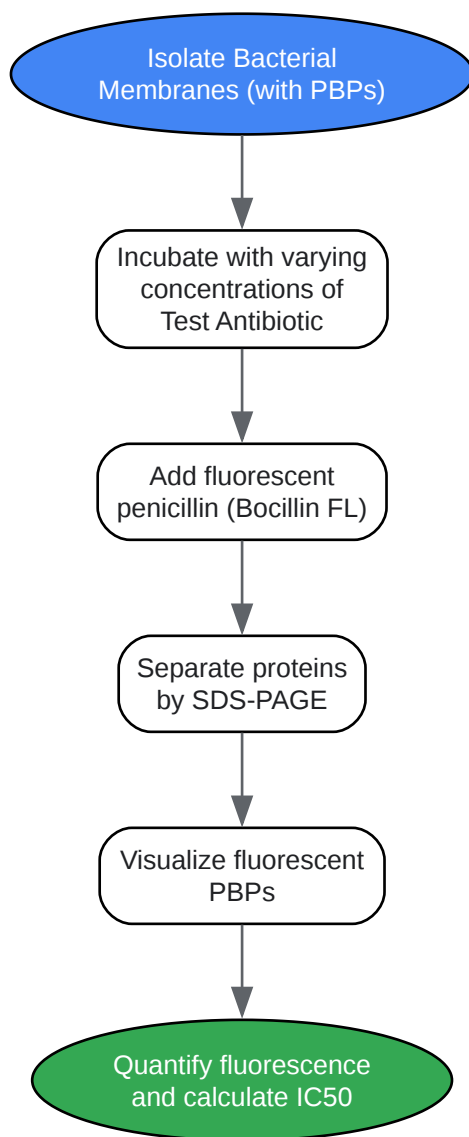 Isolate Bacterial
Membranes (with PBPs)
Incubate with varying
concentrations of
Test Antibiotic
Add fluorescent
penicillin (Bocillin FL)
Separate proteins
by SDS-PAGE
Visualize fluorescent
PBPs
Quantify fluorescence
and calculate IC50